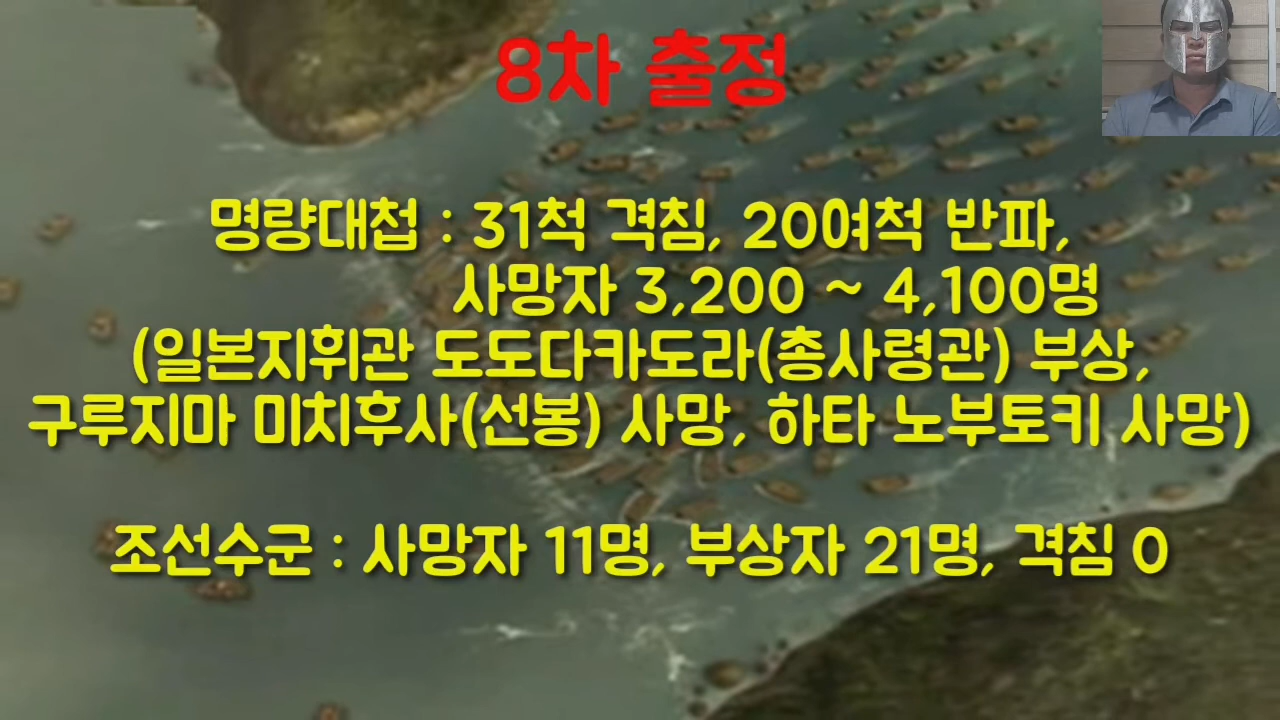 8차 출정
명량대첩 : 31척 격침, 20여척 반파,
사망자 3,200 ~ 4,100명
(일본지휘관 도도다카도라(총사령관) 부상,
구루지마 미치후사(선봉) 사망, 하타 노부토키 사망)
조선수군 : 사망자 11명, 부상자 21명, 격침 0